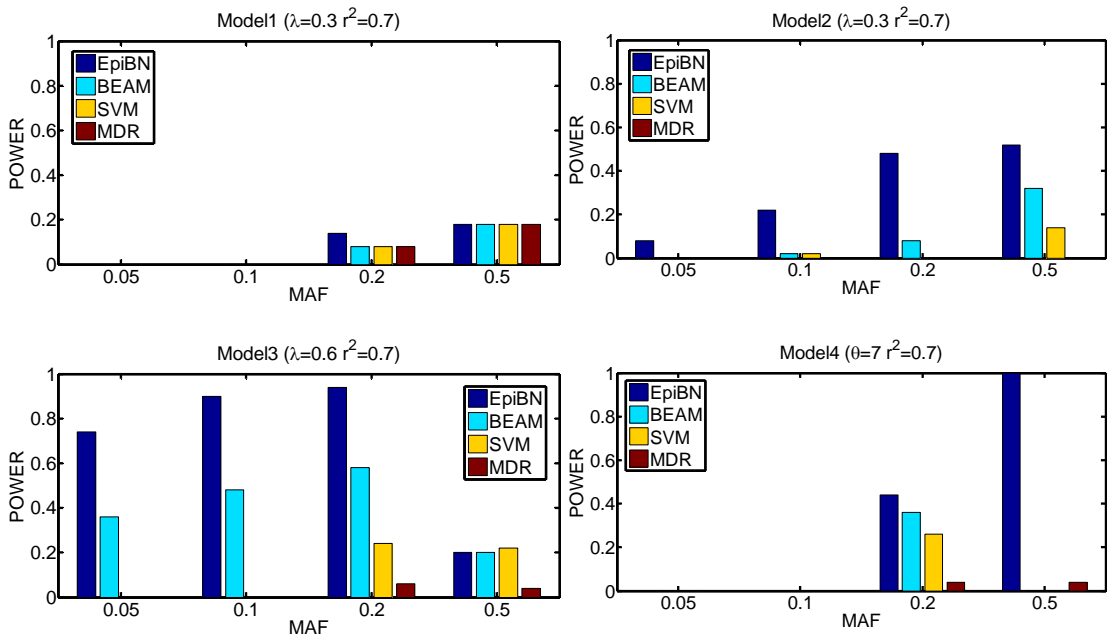 Model1 (λ=0.3 r²=0.7)
1
0.8
0.6
0.4
0.2
0
POWER
EpiBN
BEAM
SVM
MDR
0.05 0.1 0.2 0.5
MAF
Model2 (λ=0.3 r²=0.7)
1
0.8
0.6
0.4
0.2
0
POWER
EpiBN
BEAM
SVM
MDR
0.05 0.1 0.2 0.5
MAF
Model3 (λ=0.6 r²=0.7)
1
0.8
0.6
0.4
0.2
0
POWER
EpiBN
BEAM
SVM
MDR
0.05 0.1 0.2 0.5
MAF
Model4 (θ=7 r²=0.7)
1
0.8
0.6
0.4
0.2
0
POWER
EpiBN
BEAM
SVM
MDR
0.05 0.1 0.2 0.5
MAF